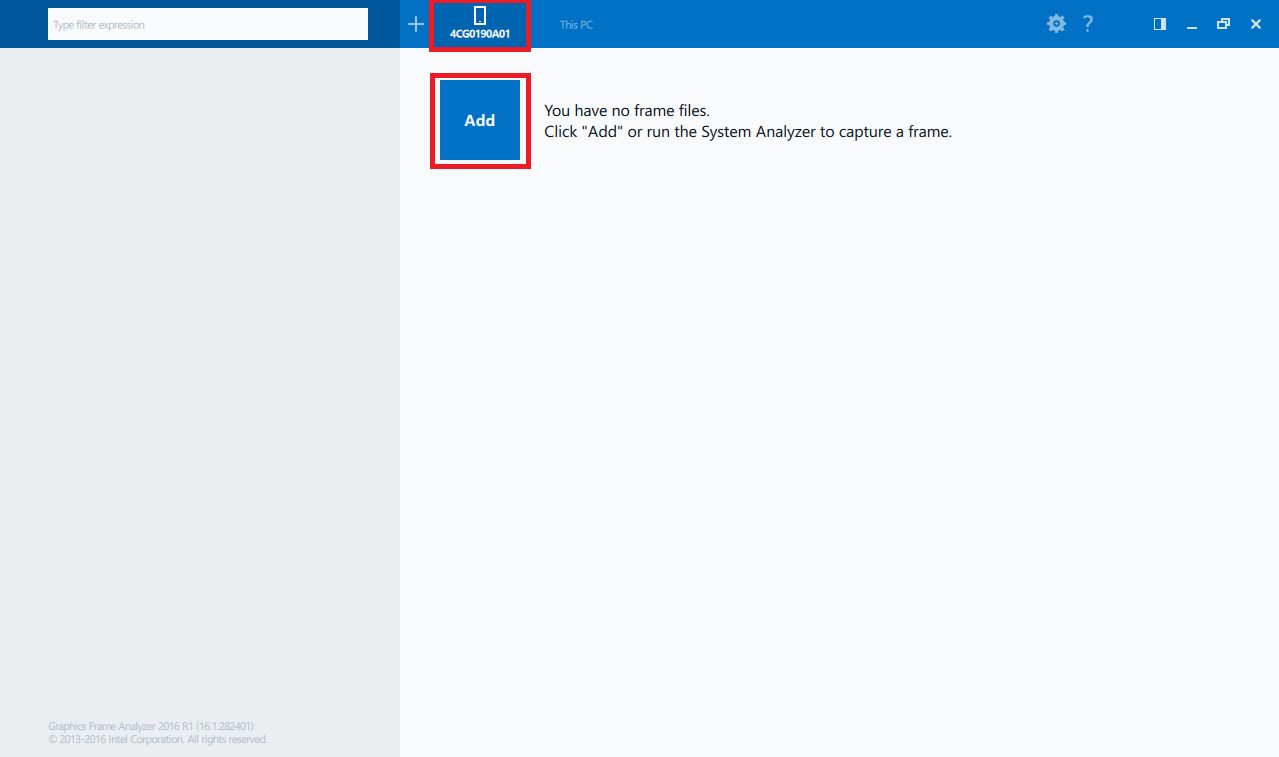 Type filter expression
4CG0190A01
This PC
?
Add
You have no frame files.
Click "Add" or run the System Analyzer to capture a frame.
Graphics Frame Analyzer 2016 R1 (16.1.282401)
© 2013-2016 Intel Corporation. All rights reserved.